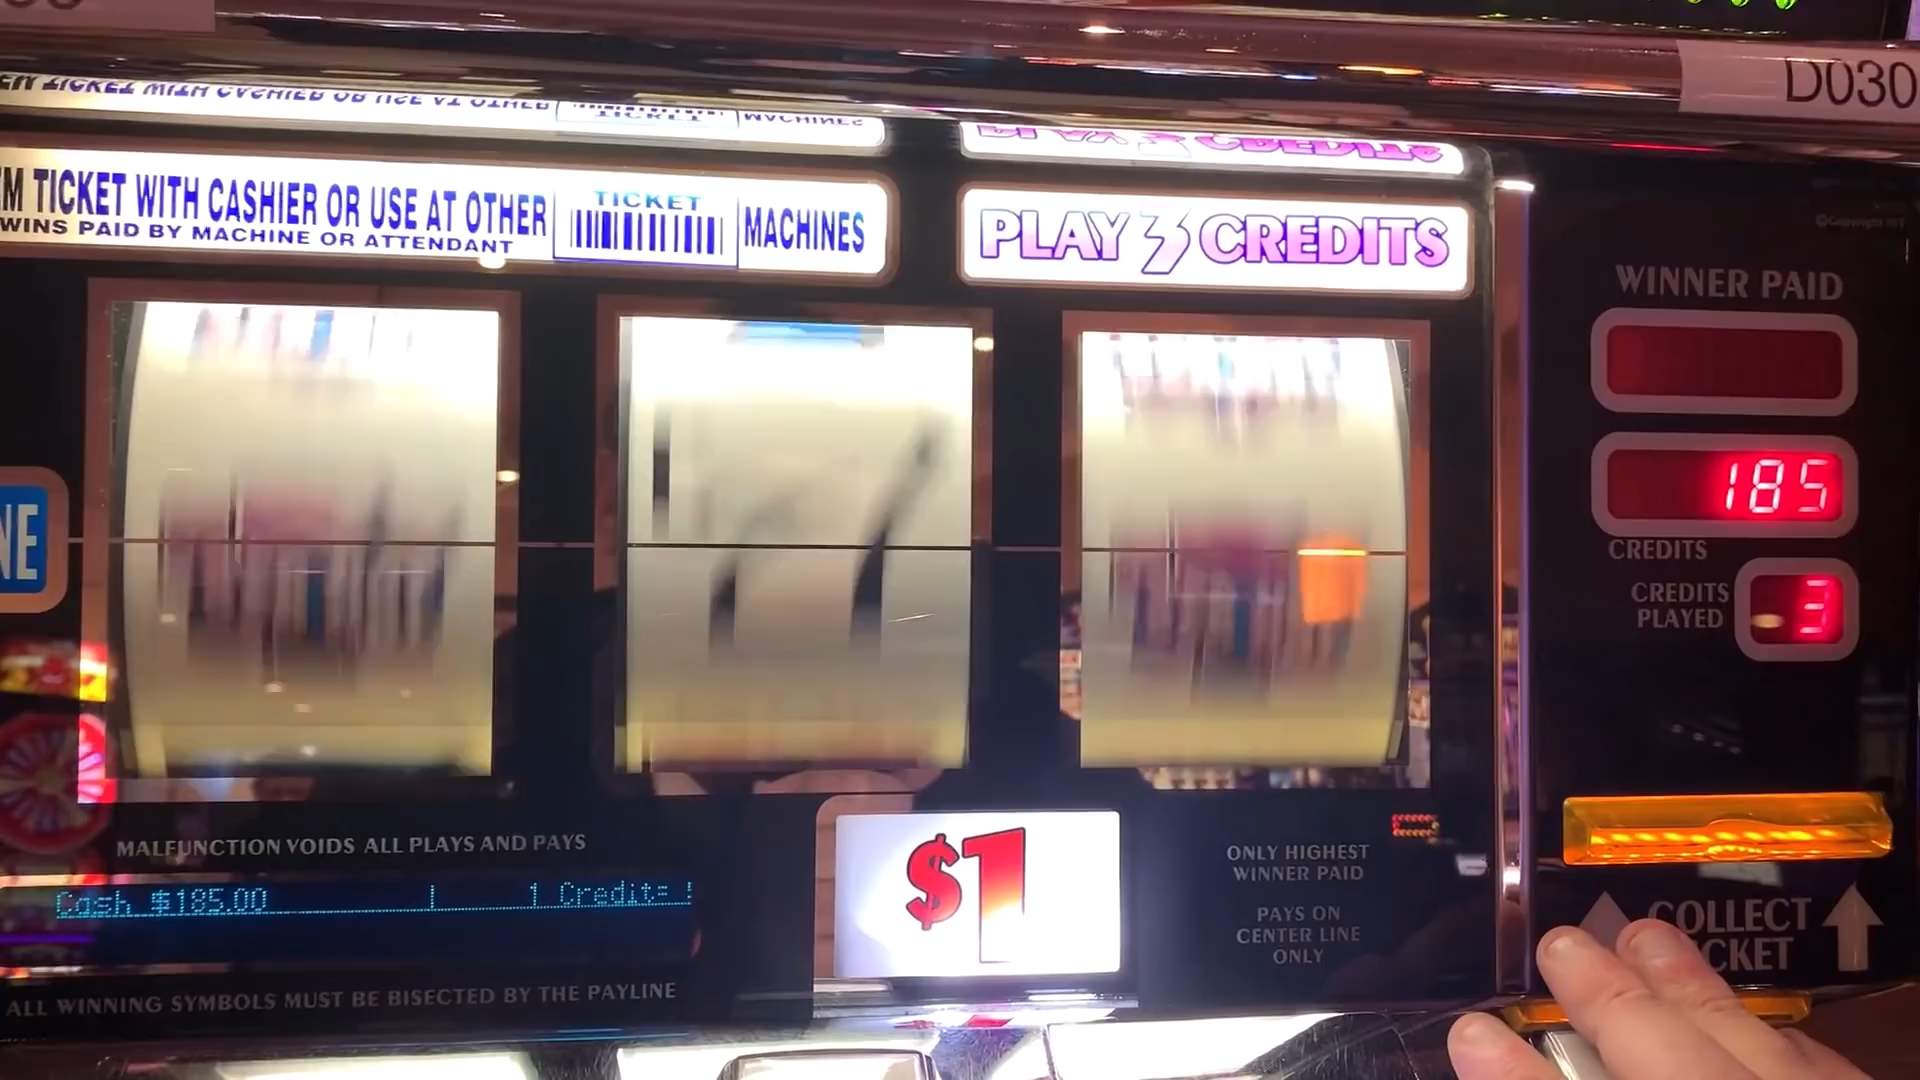 D030
M TICKET WITH CASHIER OR USE AT OTHER
TICKET
MACHINES
WINS PAID BY MACHINE OR ATTENDANT
PLAY 3 CREDITS
©Copyright IGT
WINNER PAID
185
CREDITS
CREDITS
PLAYED
3
NE
MALFUNCTION VOIDS ALL PLAYS AND PAYS
Cash $185.00
1 Credit=
$1
ONLY HIGHEST
WINNER PAID
PAYS ON
CENTER LINE
ONLY
COLLECT
CKET
ALL WINNING SYMBOLS MUST BE BISECTED BY THE PAYLINE